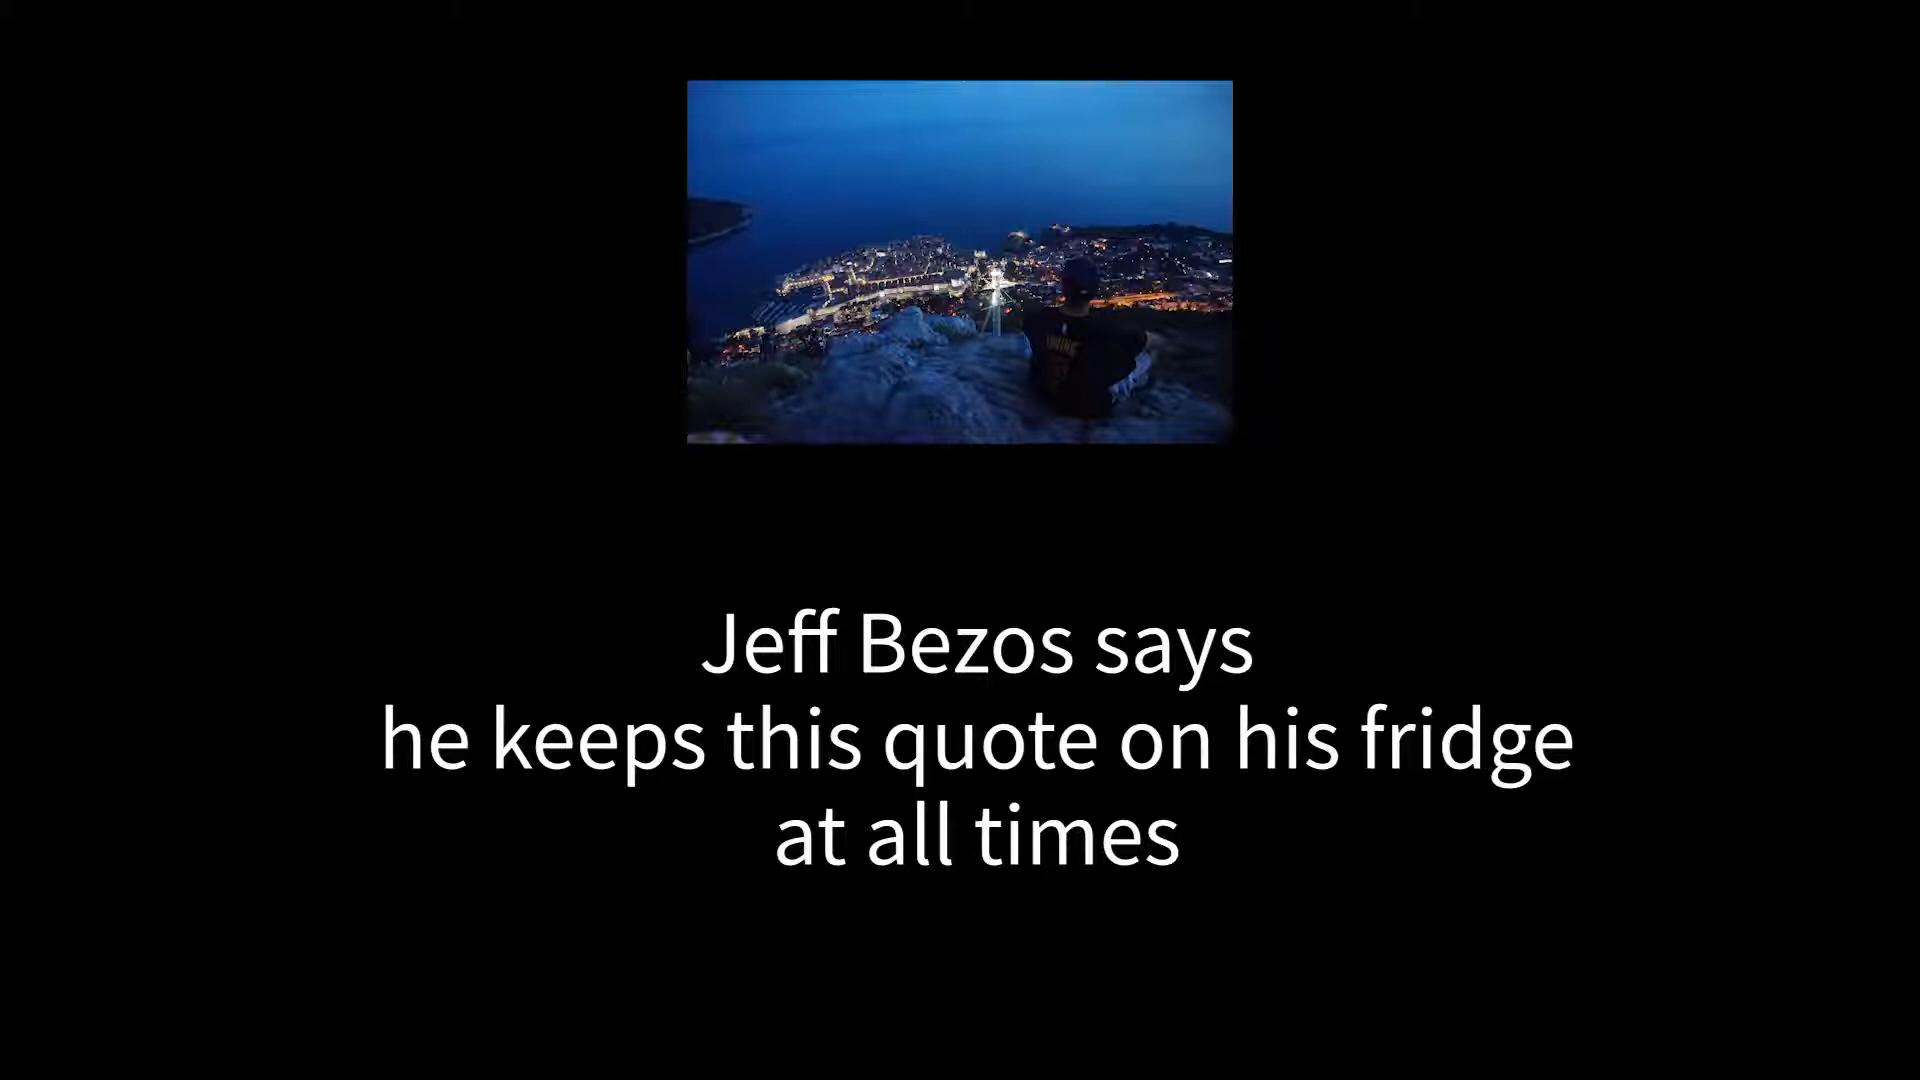 Jeff Bezos says
he keeps this quote on his fridge
at all times